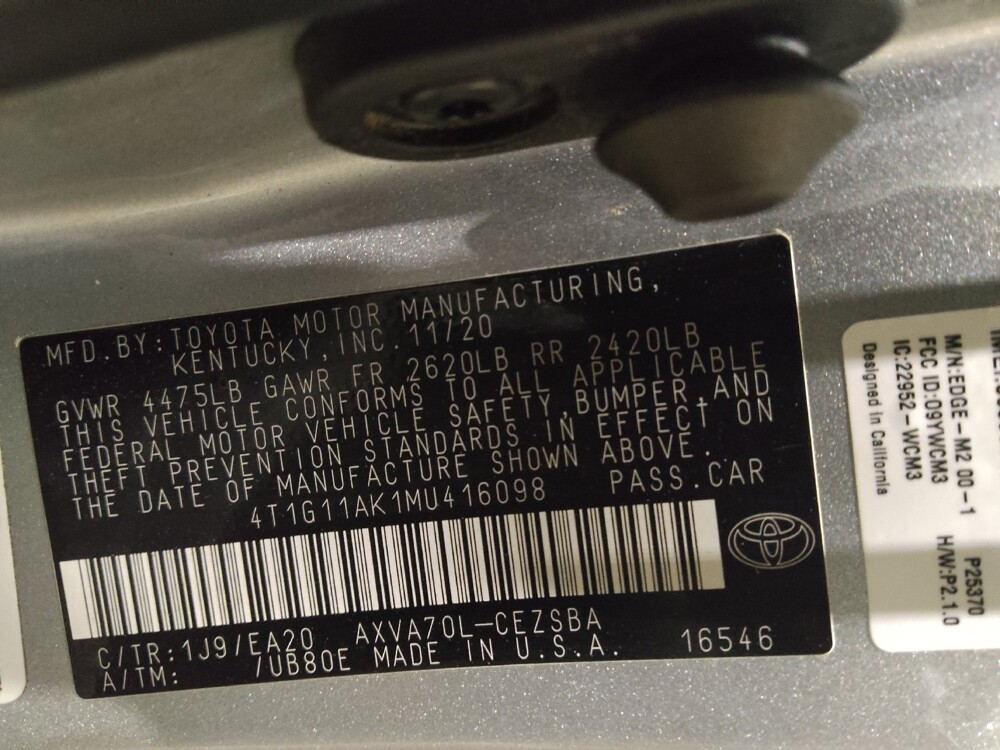 MFD.BY:TOYOTA MOTOR MANUFACTURING,
KENTUCKY,INC. 11/20
GVWR 4475LB GAWR FR 2620LB RR 2420LB
THIS VEHICLE CONFORMS TO ALL APPLICABLE
FEDERAL MOTOR VEHICLE SAFETY,BUMPER,AND
THEFT PREVENTION STANDARDS IN EFFECT ON
THE DATE OF MANUFACTURE SHOWN ABOVE.
4T1G11AK1MU416098 PASS.CAR
C/TR:1J9/EA20 AXVA70L-CEZSBA
A/TM: /UB80E MADE IN U.S.A. 16546
M/N:EDGE-M2 00-1 P25370
FCC ID:09YWCM3 H/W:P2.1.0
IC:22952-WCM3
Designed in California